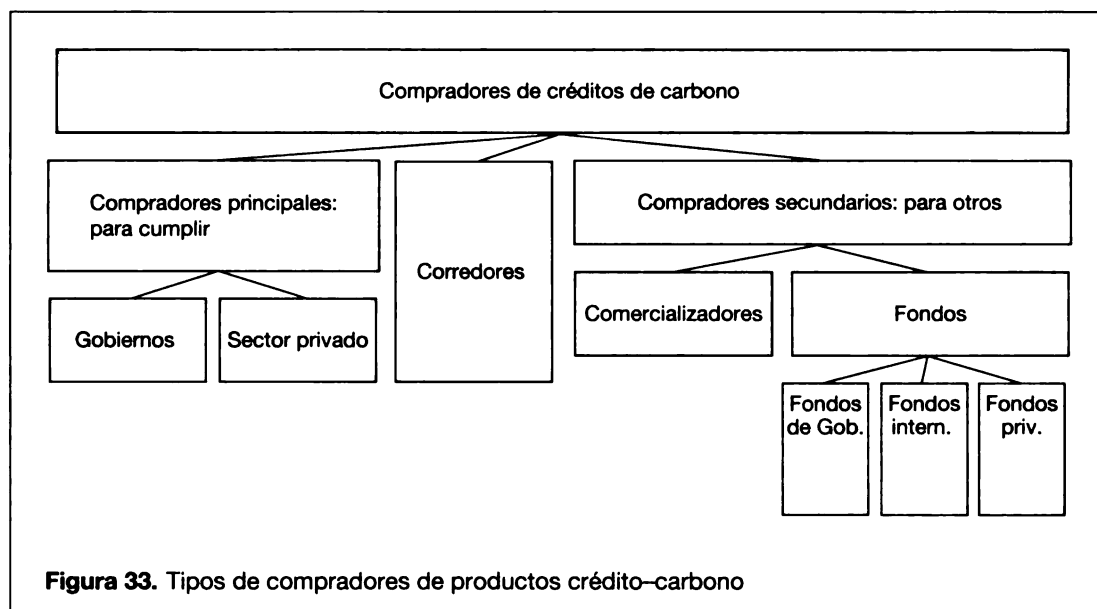 Compradores de créditos de carbono
Compradores principales:
para cumplir
Corredores
Compradores secundarios: para otros
Gobiernos
Sector privado
Comercializadores
Fondos
Fondos
de Gob.
Fondos
intern.
Fondos
priv.
Figura 33. Tipos de compradores de productos crédito–carbono